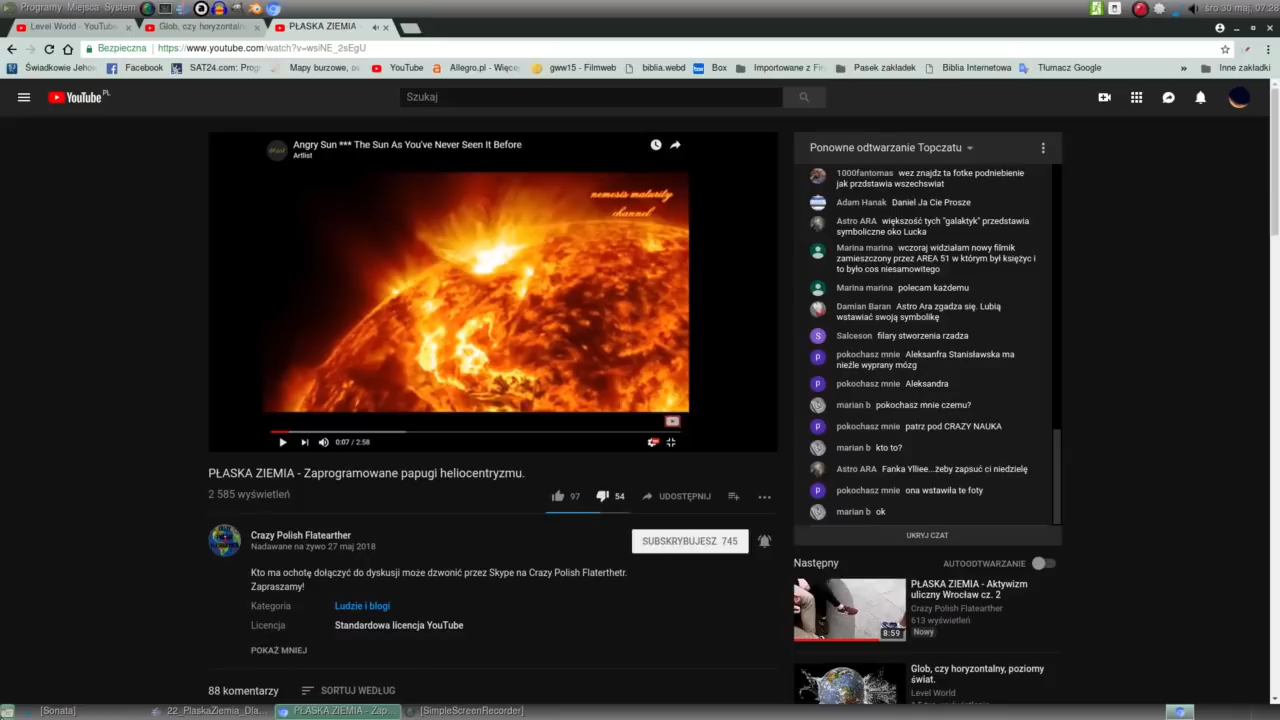 Programy Miejsca System
śro 30 maj, 07:28
Level World - YouTube
Glob, czy horyzontaln
PŁASKA ZIEMIA
Bezpieczna https://www.youtube.com/watch?v=wsiNE_2sEgU
Świadkowie Jehow
Facebook
SAT24.com: Prog
Mapy burzowe,
YouTube
Allegro.pl - Więce
gww15 - Filmweb
biblia.webd
Box
Importowane z Fir
Pasek zakładek
Biblia Internetowa
Tłumacz Google
»
Inne zakładki
YouTube PL
Szukaj
Angry Sun *** The Sun As You've Never Seen It Before
Artlist
nemesis maturity
channel
0:07 / 2:58
PŁASKA ZIEMIA - Zaprogramowane papugi heliocentryzmu.
2 585 wyświetleń
97
54
UDOSTĘPNIJ
Crazy Polish Flatearther
Nadawane na żywo 27 maj 2018
SUBSKRYBUJESZ 745
Kto ma ochotę dołączyć do dyskusji może dzwonić przez Skype na Crazy Polish Flaterthetr.
Zapraszamy!
Kategoria Ludzie i blogi
Licencja Standardowa licencja YouTube
POKAŻ MNIEJ
88 komentarzy SORTUJ WEDŁUG
Ponowne odtwarzanie Topczatu
1000fantomas wez znajdz ta fotke podniebienie
jak przdstawia wszechswiat
Adam Hanak Daniel Ja Cie Prosze
Astro ARA większość tych "galaktyk" przedstawia
symboliczne oko Lucka
Marina marina wczoraj widziałam nowy filmik
zamieszczony przez AREA 51 w którym był księżyc i
to było cos niesamowitego
Marina marina polecam każdemu
Damian Baran Astro Ara zgadza się. Lubią
wstawiać swoją symbolikę
Salceson filary stworzenia rzadza
pokochasz mnie Aleksanfra Stanisławska ma
nieźle wyprany mózg
pokochasz mnie Aleksandra
marian b pokochasz mnie czemu?
pokochasz mnie patrz pod CRAZY NAUKA
marian b kto to?
Astro ARA Fanka Ylliee...żeby zapsuć ci niedzielę
pokochasz mnie ona wstawiła te foty
marian b ok
UKRYJ CZAT
Następny AUTOODTWARZANIE
PŁASKA ZIEMIA - Aktywizm
uliczny Wrocław cz. 2
Crazy Polish Flatearther
613 wyświetleń
Nowy
8:59
Glob, czy horyzontalny, poziomy
świat.
Level World
[Sonata]
22_PlaskaZiemia_Dla...
PŁASKA ZIEMIA - Zap...
[SimpleScreenRecorder]